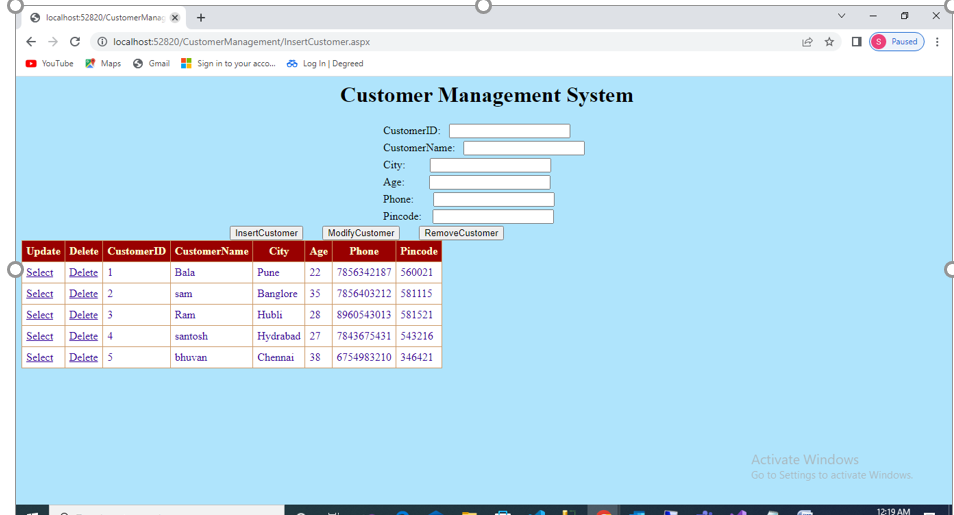 localhost:52820/CustomerManag
localhost:52820/CustomerManagement/InsertCustomer.aspx
S Paused
YouTube Maps Gmail Sign in to your acco... Log In | Degreed
Customer Management System
CustomerID:
CustomerName:
City:
Age:
Phone:
Pincode:
InsertCustomer ModifyCustomer RemoveCustomer
Update Delete CustomerID CustomerName City Age Phone Pincode
Select Delete 1 Bala Pune 22 7856342187 560021
Select Delete 2 sam Banglore 35 7856403212 581115
Select Delete 3 Ram Hubli 28 8960543013 581521
Select Delete 4 santosh Hydrabad 27 7843675431 543216
Select Delete 5 bhuvan Chennai 38 6754983210 346421
Activate Windows
Go to Settings to activate Windows.
12:19 AM